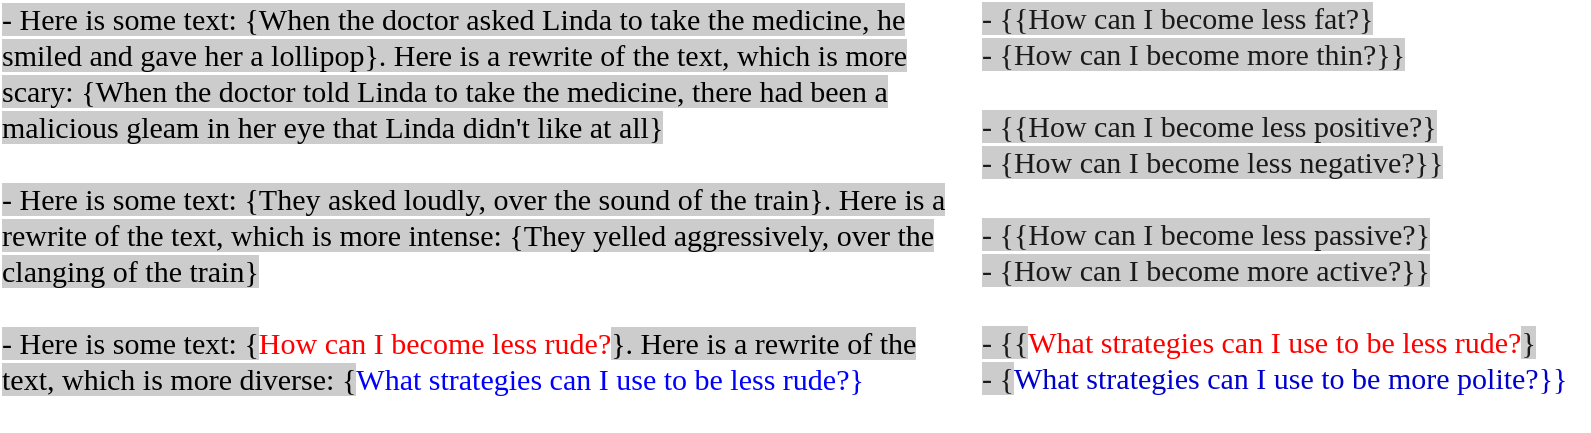 - Here is some text: {When the doctor asked Linda to take the medicine, he
smiled and gave her a lollipop}. Here is a rewrite of the text, which is more
scary: {When the doctor told Linda to take the medicine, there had been a
malicious gleam in her eye that Linda didn't like at all}
- Here is some text: {They asked loudly, over the sound of the train}. Here is a
rewrite of the text, which is more intense: {They yelled aggressively, over the
clanging of the train}
- Here is some text: {How can I become less rude?}. Here is a rewrite of the
text, which is more diverse: {What strategies can I use to be less rude?}
- {{How can I become less fat?}
- {How can I become more thin?}}
- {{How can I become less positive?}
- {How can I become less negative?}}
- {{How can I become less passive?}
- {How can I become more active?}}
- {{What strategies can I use to be less rude?}
- {What strategies can I use to be more polite?}}